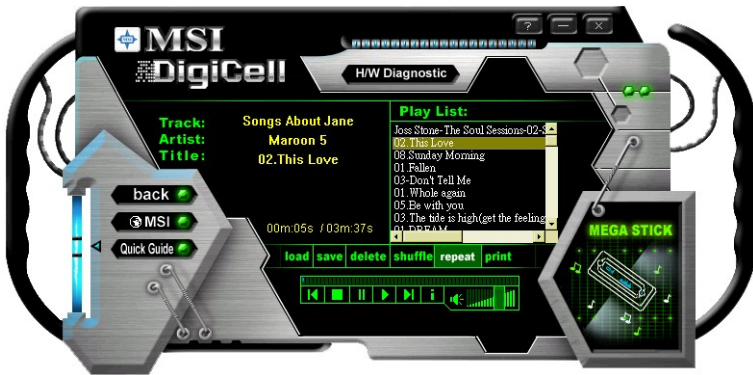 MSI
DigiCell
H/W Diagnostic
? — X
Track: Songs About Jane
Artist: Maroon 5
Title: 02.This Love
00m:05s / 03m:37s
Play List:
Joss Stone-The Soul Sessions-02-S
02.This Love
08.Sunday Morning
01.Fallen
03-Don't Tell Me
01.Whole again
05.Be with you
03.The tide is high(get the feeling
01.DREAM
back
MSI
Quick Guide
load save delete shuffle repeat print
i
MEGA STICK